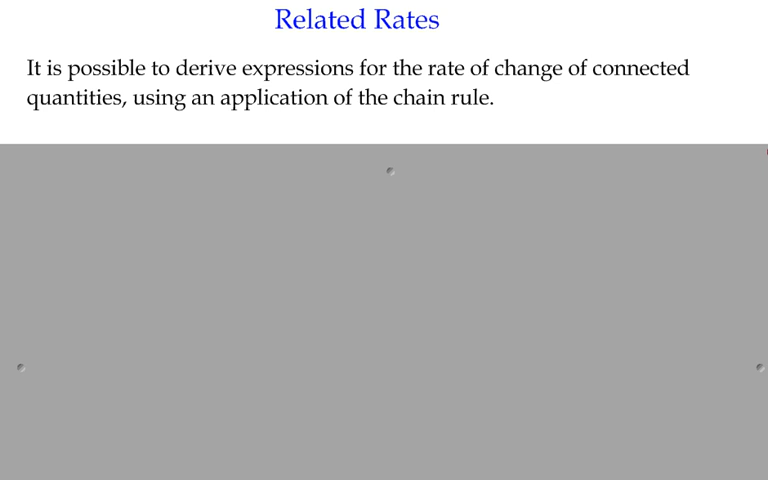 Related Rates
It is possible to derive expressions for the rate of change of connected
quantities, using an application of the chain rule.